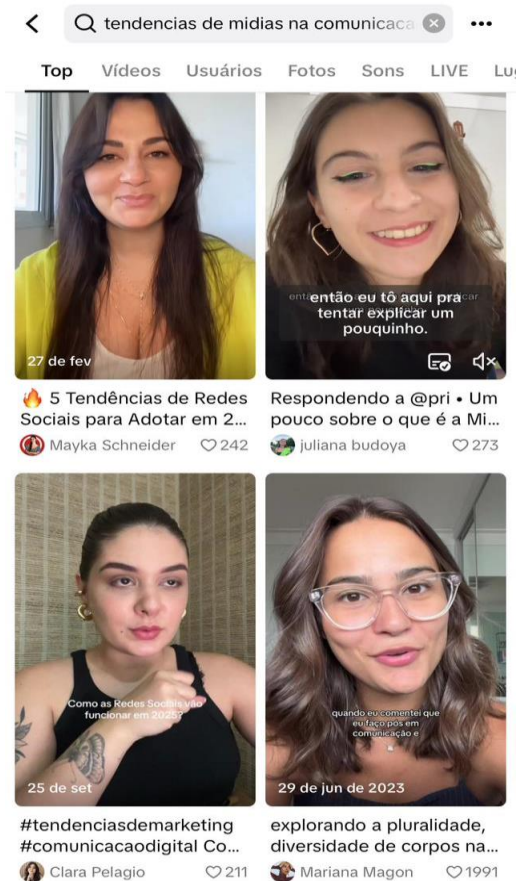 tendencias de midias na comunicaca
Top Vídeos Usuários Fotos Sons LIVE Lu
27 de fev
então eu tô aqui pra
tentar explicar um
pouquinho.
🔥 5 Tendências de Redes
Sociais para Adotar em 2...
Mayka Schneider 242
Respondendo a @pri • Um
pouco sobre o que é a Mi...
juliana budoya 273
Como as Redes Sociais vão
funcionar em 2025?
25 de set
quando eu comentei que
eu faço pós em
comunicação e
29 de jun de 2023
#tendenciasdemarketing
#comunicacaodigital Co...
Clara Pelagio 211
explorando a pluralidade,
diversidade de corpos na...
Mariana Magon 1991